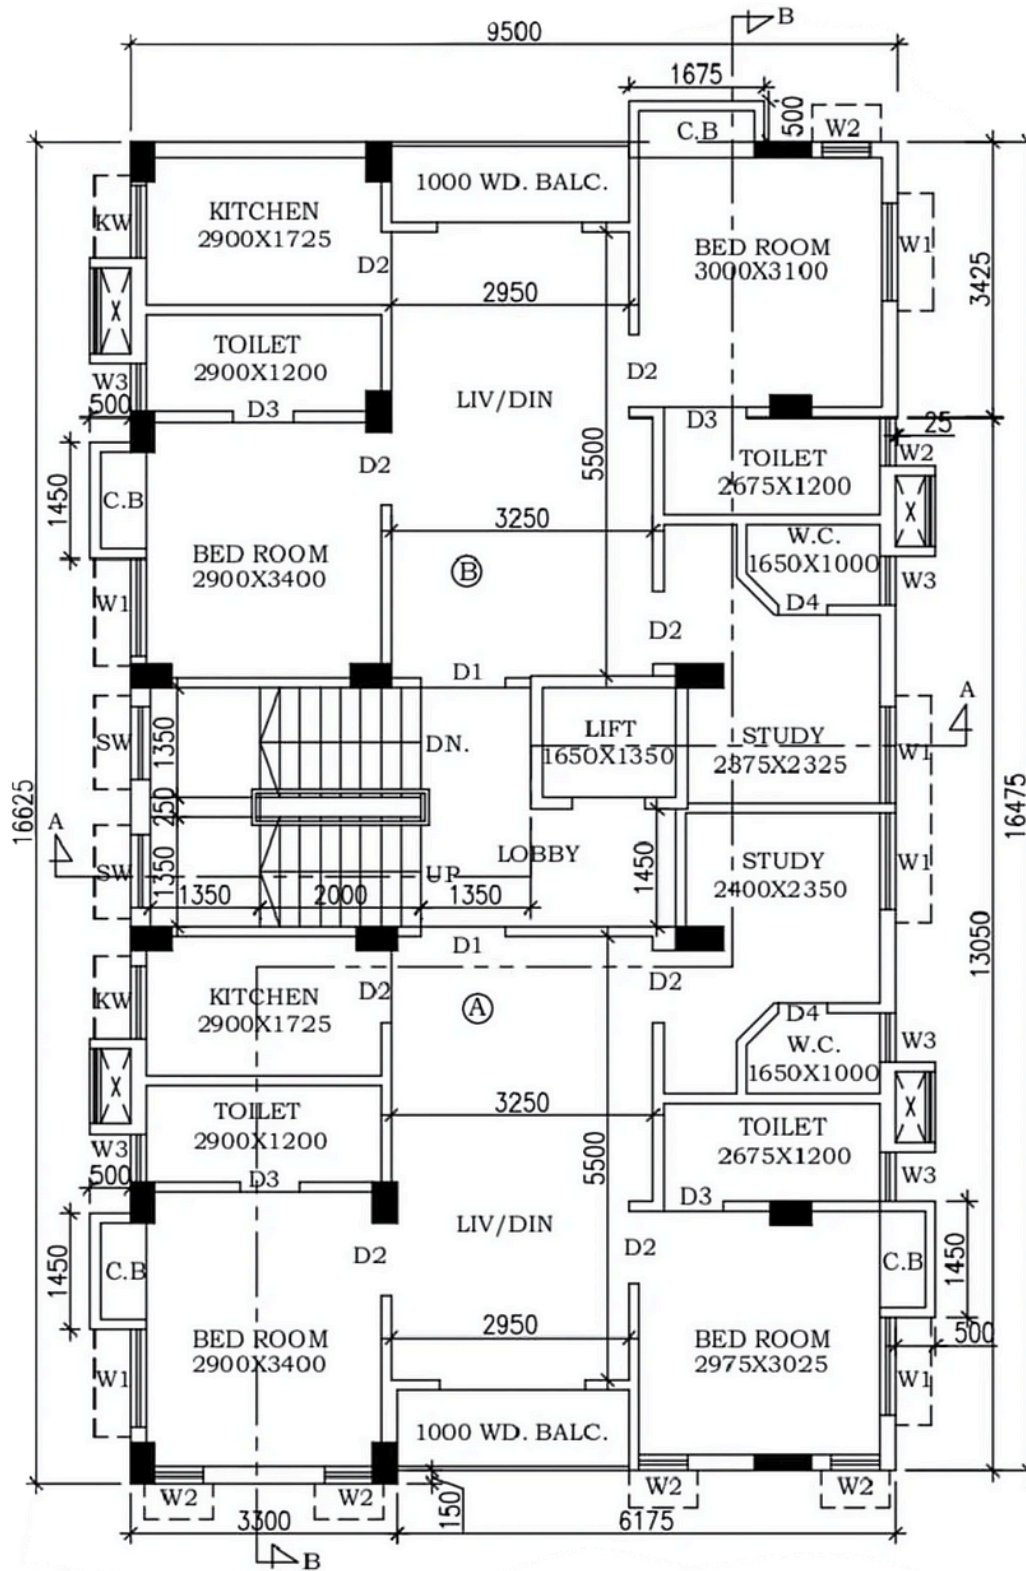 B
9500
1675
500
W2
C.B
1000 WD. BALC.
KITCHEN
2900X1725
KW
D2
BED ROOM
3000X3100
W1
3425
2950
X
TOILET
2900X1200
W3
500
D3
LIV/DIN
D2
D3
25
TOILET
2675X1200
W2
1450
C.B
D2
5500
3250
X
W.C.
1650X1000
W3
BED ROOM
2900X3400
B
W1
D4
D2
D1
A
SW
1350
DN.
LIFT
1650X1350
STUDY
2375X2325
W1
16625
16475
250
A
LOBBY
1450
SW
1350
UP
STUDY
2400X2350
W1
1350
2000
1350
D1
13050
KW
KITCHEN
2900X1725
D2
A
D2
D4
W.C.
1650X1000
W3
X
TOILET
2900X1200
3250
X
TOILET
2675X1200
W3
500
D3
5500
D3
W3
1450
C.B
LIV/DIN
D2
D2
C.B
1450
BED ROOM
2900X3400
2950
BED ROOM
2975X3025
500
W1
W1
1000 WD. BALC.
W2
W2
150
W2
W2
3300
6175
B